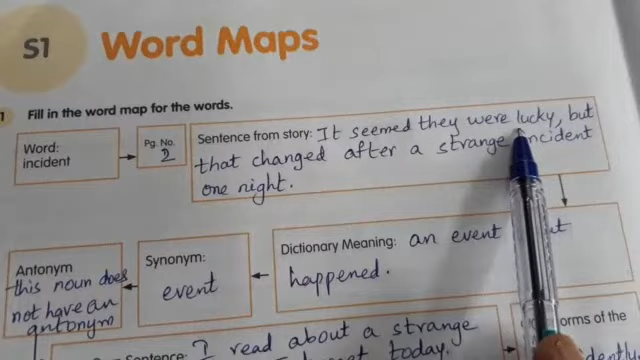 S1
Word Maps
1 Fill in the word map for the words.
Word:
incident
Pg. No.
2
Sentence from story: It seemed they were lucky, but
that changed after a strange incident
one night.
Antonym
this noun does
not have an
antonym
Synonym:
event
Dictionary Meaning: an event
happened.
Sentence: I read about a strange
today.
orms of the